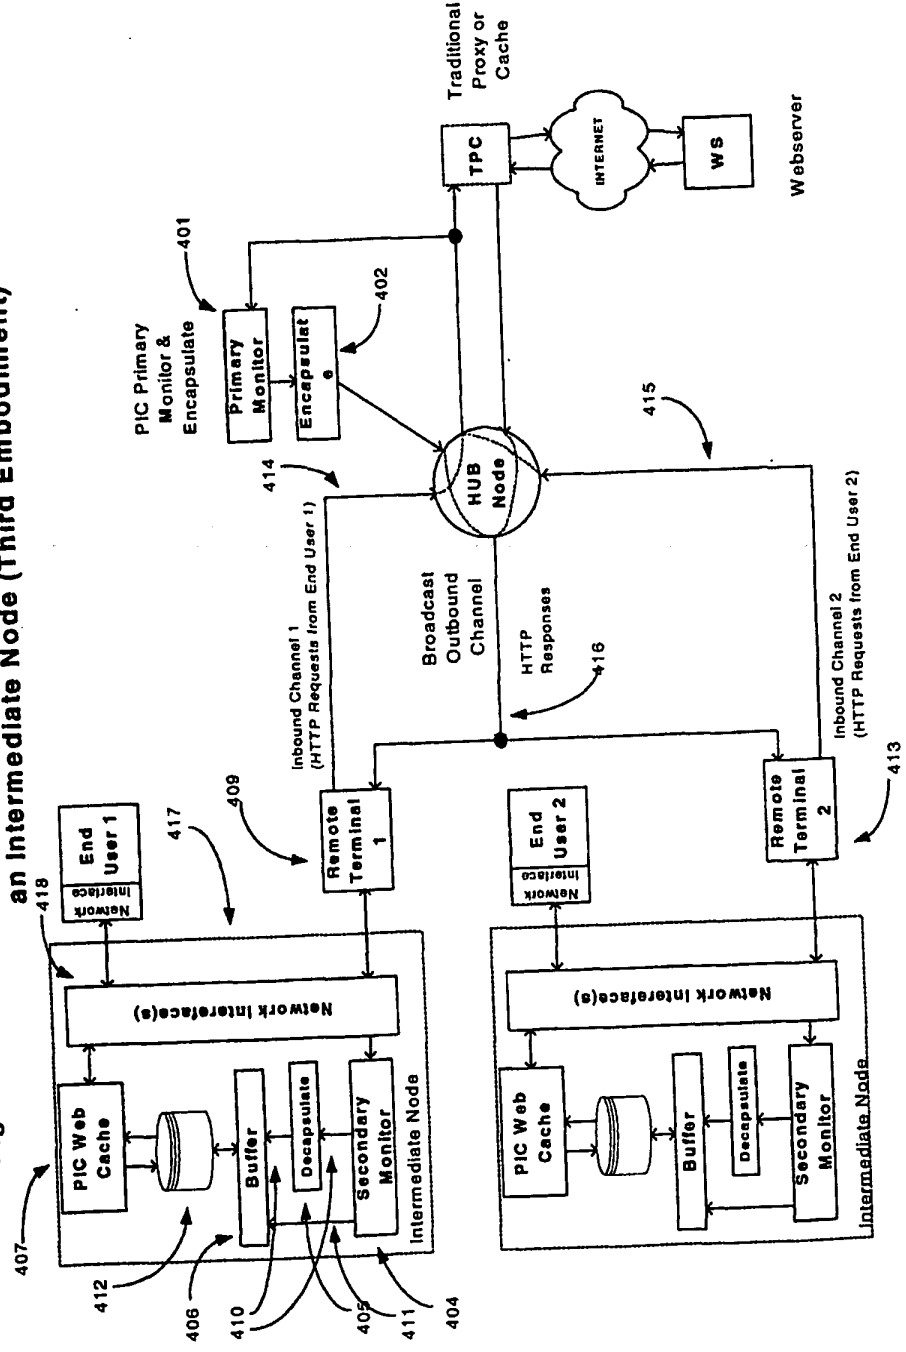 an Intermediate Node (Third Embodiment)
407
412
406
410
405
411
404
PIC Web
Cache
Buffer
Decapsulate
Secondary
Monitor
Intermediate Node
Network Intereface(s)
418
417
Network
Interface
End
User 1
409
Remote
Terminal
1
Inbound Channel 1
(HTTP Requests from End User 1)
414
PIC Primary
Monitor &
Encapsulate
401
Primary
Monitor
Encapsulat
e
402
HUB
Node
Broadcast
Outbound
Channel
HTTP
Responses
416
415
TPC
Traditional
Proxy or
Cache
INTERNET
WS
Webserver
PIC Web
Cache
Buffer
Decapsulate
Secondary
Monitor
Intermediate Node
Network Intereface(s)
Network
Interface
End
User 2
Remote
Terminal
2
413
Inbound Channel 2
(HTTP Requests from End User 2)